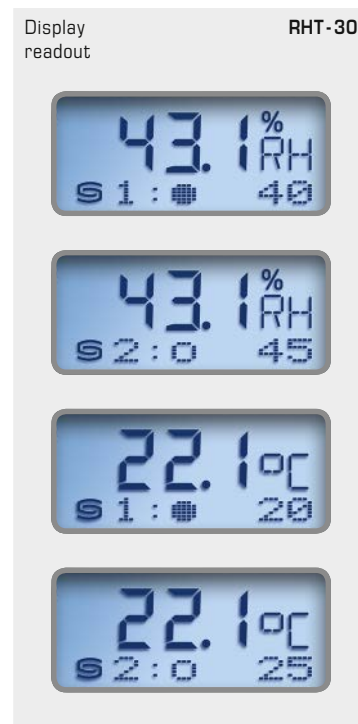 Display RHT-30
readout
43.1 % RH
S1:● 40
43.1 % RH
S2:o 45
22.1 °C
S1:● 20
22.1 °C
S2:o 25